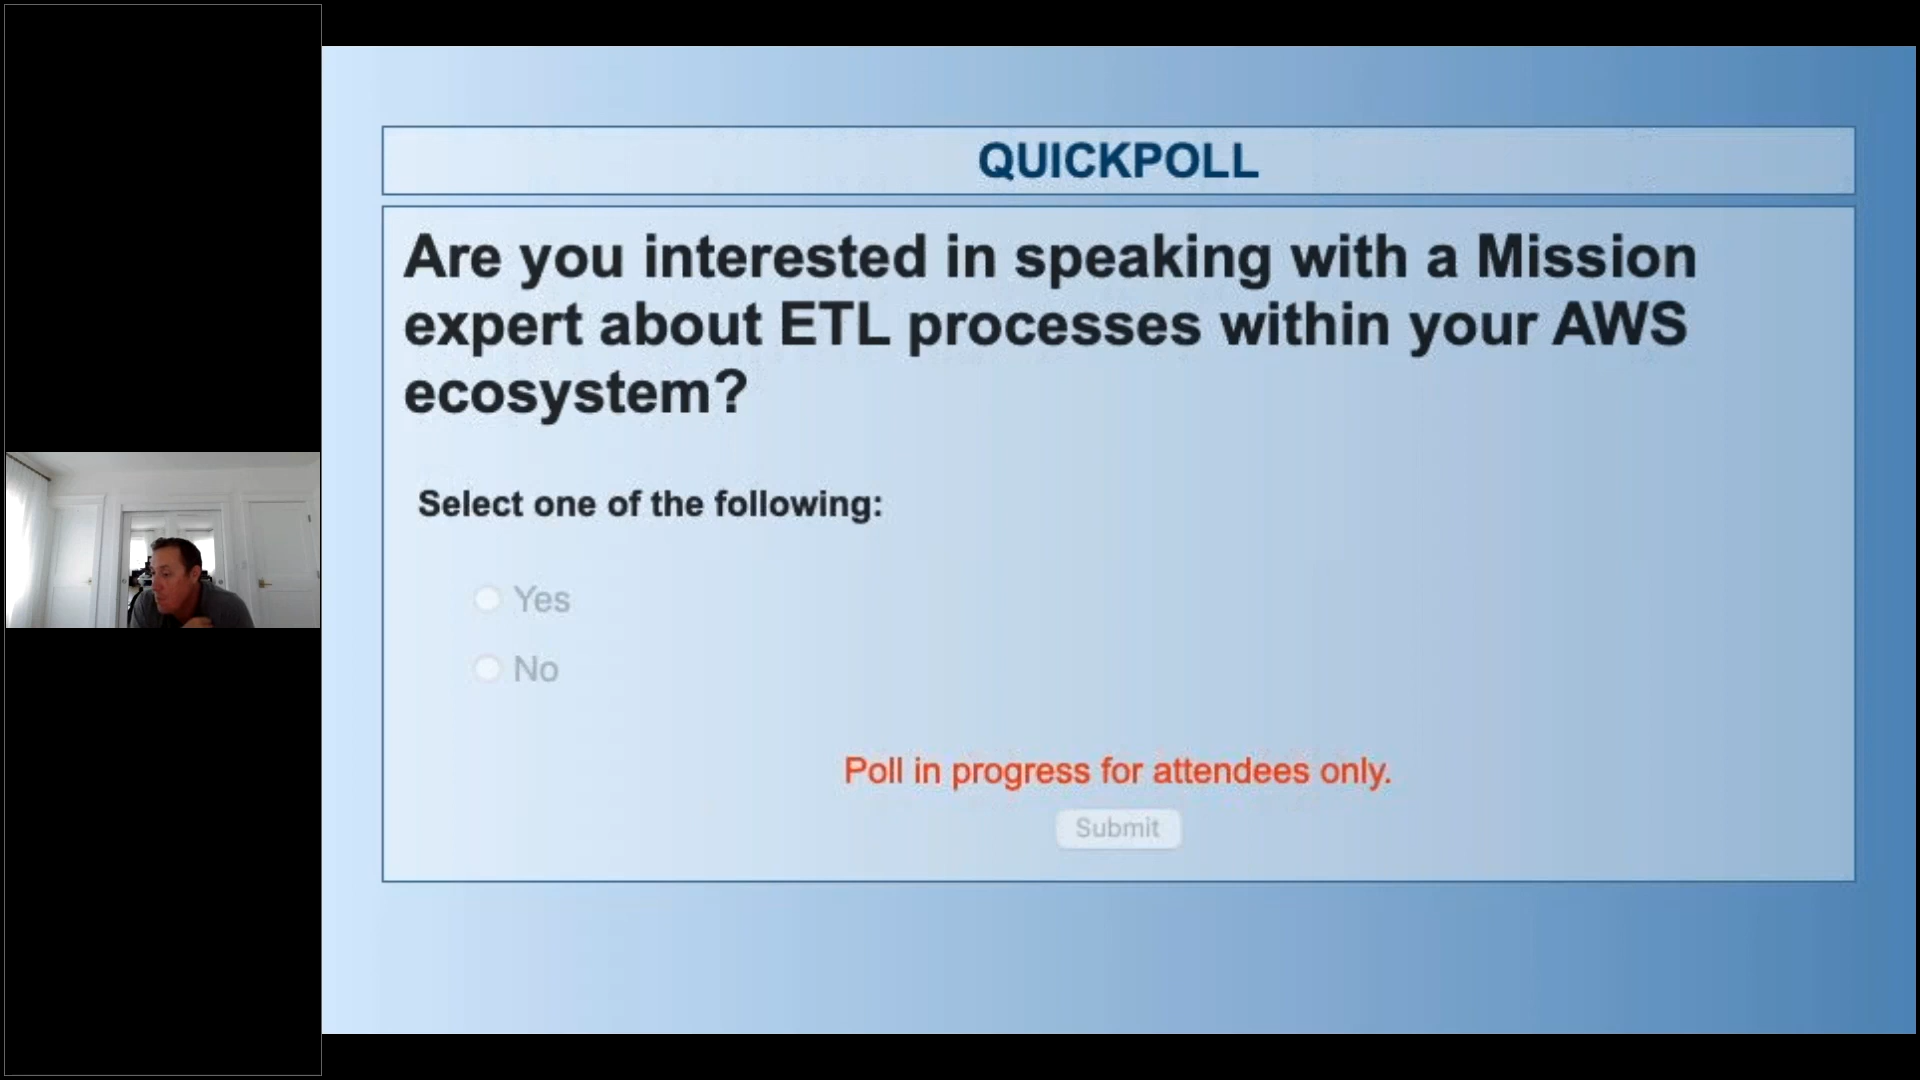 QUICKPOLL
Are you interested in speaking with a Mission
expert about ETL processes within your AWS
ecosystem?
Select one of the following:
Yes
No
Poll in progress for attendees only.
Submit